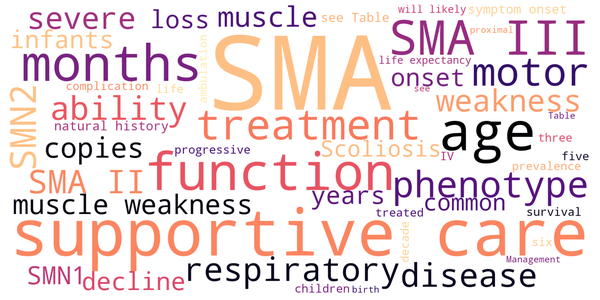 severe loss muscle see Table
will likely symptom onset
infants
SMA
SMA III
proximal
months
ambulation
life expectancy
onset motor
complication life see
SMN2
ability
weakness
Table
natural history
treatment
age
three
copies
progressive
Scoliosis
IV
prevalence
SMA II
function
phenotype
five
muscle weakness
years
common
treated
survival
supportive care
decade
six
SMN1 decline
respiratory disease
Management
children birth